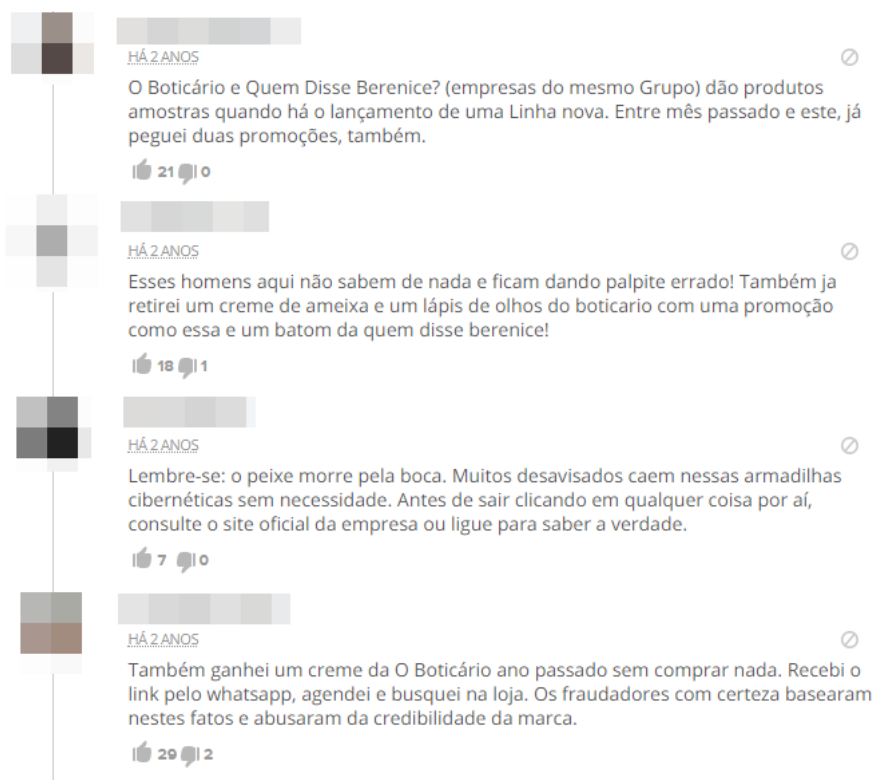 HÁ 2 ANOS
O Boticário e Quem Disse Berenice? (empresas do mesmo Grupo) dão produtos
amostras quando há o lançamento de uma Linha nova. Entre mês passado e este, já
peguei duas promoções, também.
21 0
HÁ 2 ANOS
Esses homens aqui não sabem de nada e ficam dando palpite errado! Também ja
retirei um creme de ameixa e um lápis de olhos do boticario com uma promoção
como essa e um batom da quem disse berenice!
18 1
HÁ 2 ANOS
Lembre-se: o peixe morre pela boca. Muitos desavisados caem nessas armadilhas
cibernéticas sem necessidade. Antes de sair clicando em qualquer coisa por aí,
consulte o site oficial da empresa ou ligue para saber a verdade.
7 0
HÁ 2 ANOS
Também ganhei um creme da O Boticário ano passado sem comprar nada. Recebi o
link pelo whatsapp, agendei e busquei na loja. Os fraudadores com certeza basearam
nestes fatos e abusaram da credibilidade da marca.
29 2